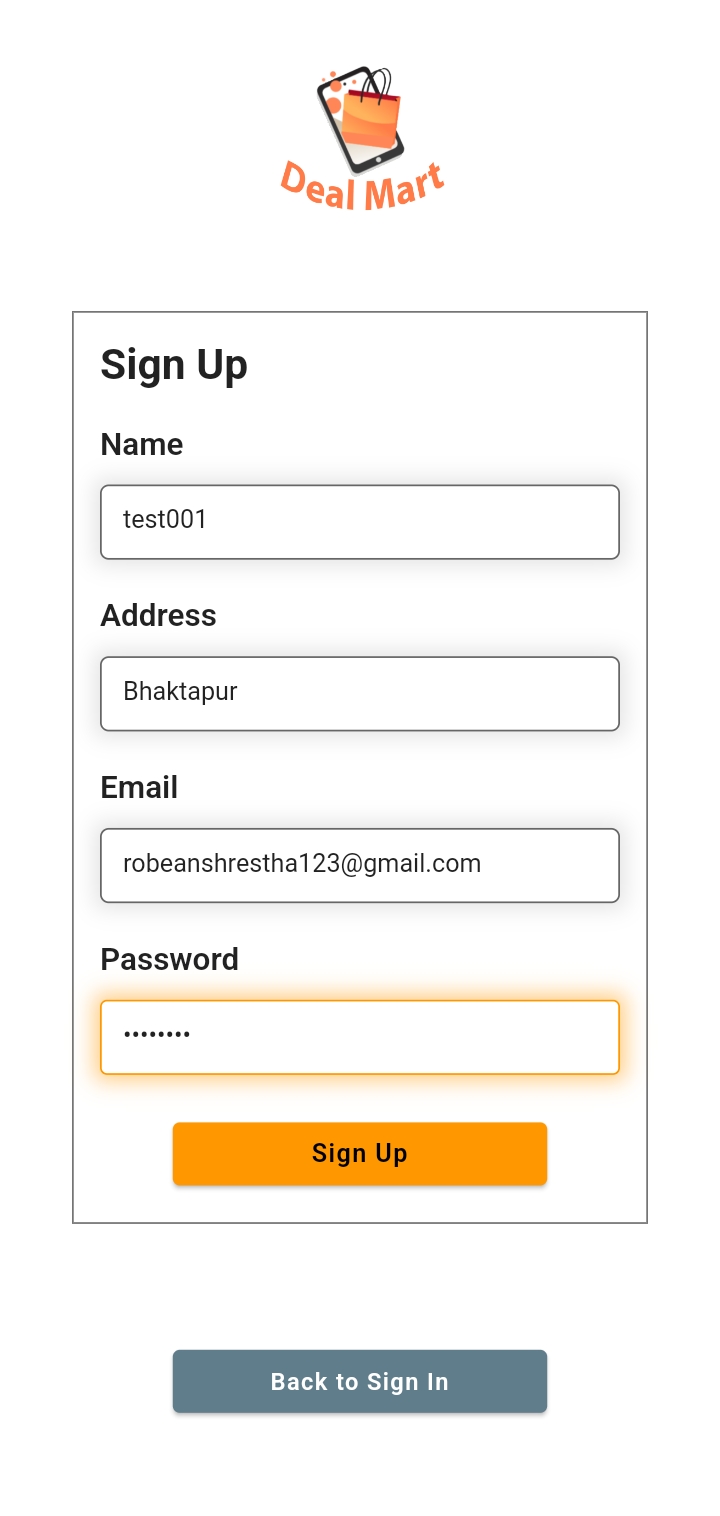 Deal Mart
Sign Up
Name
test001
Address
Bhaktapur
Email
robeanshrestha123@gmail.com
Password
••••••••
Sign Up
Back to Sign In